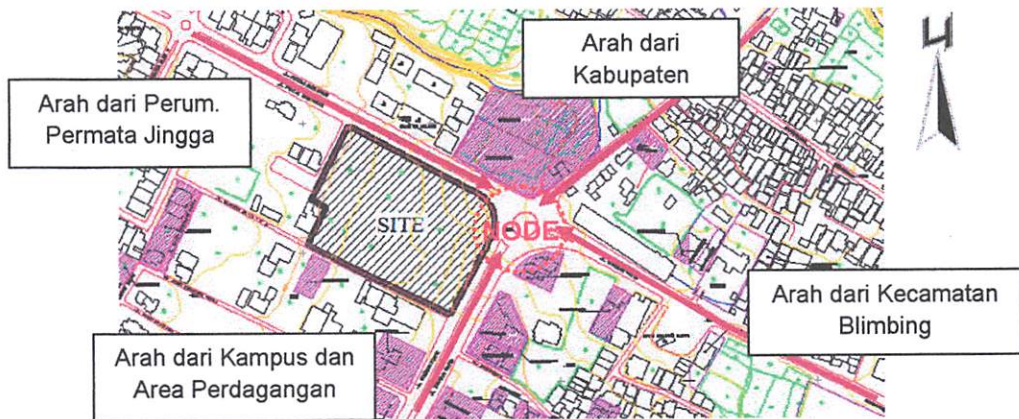 Arah dari
Kabupaten
Arah dari Perum.
Permata Jingga
SITE
NODE
Arah dari Kecamatan
Blimbing
Arah dari Kampus dan
Area Perdagangan